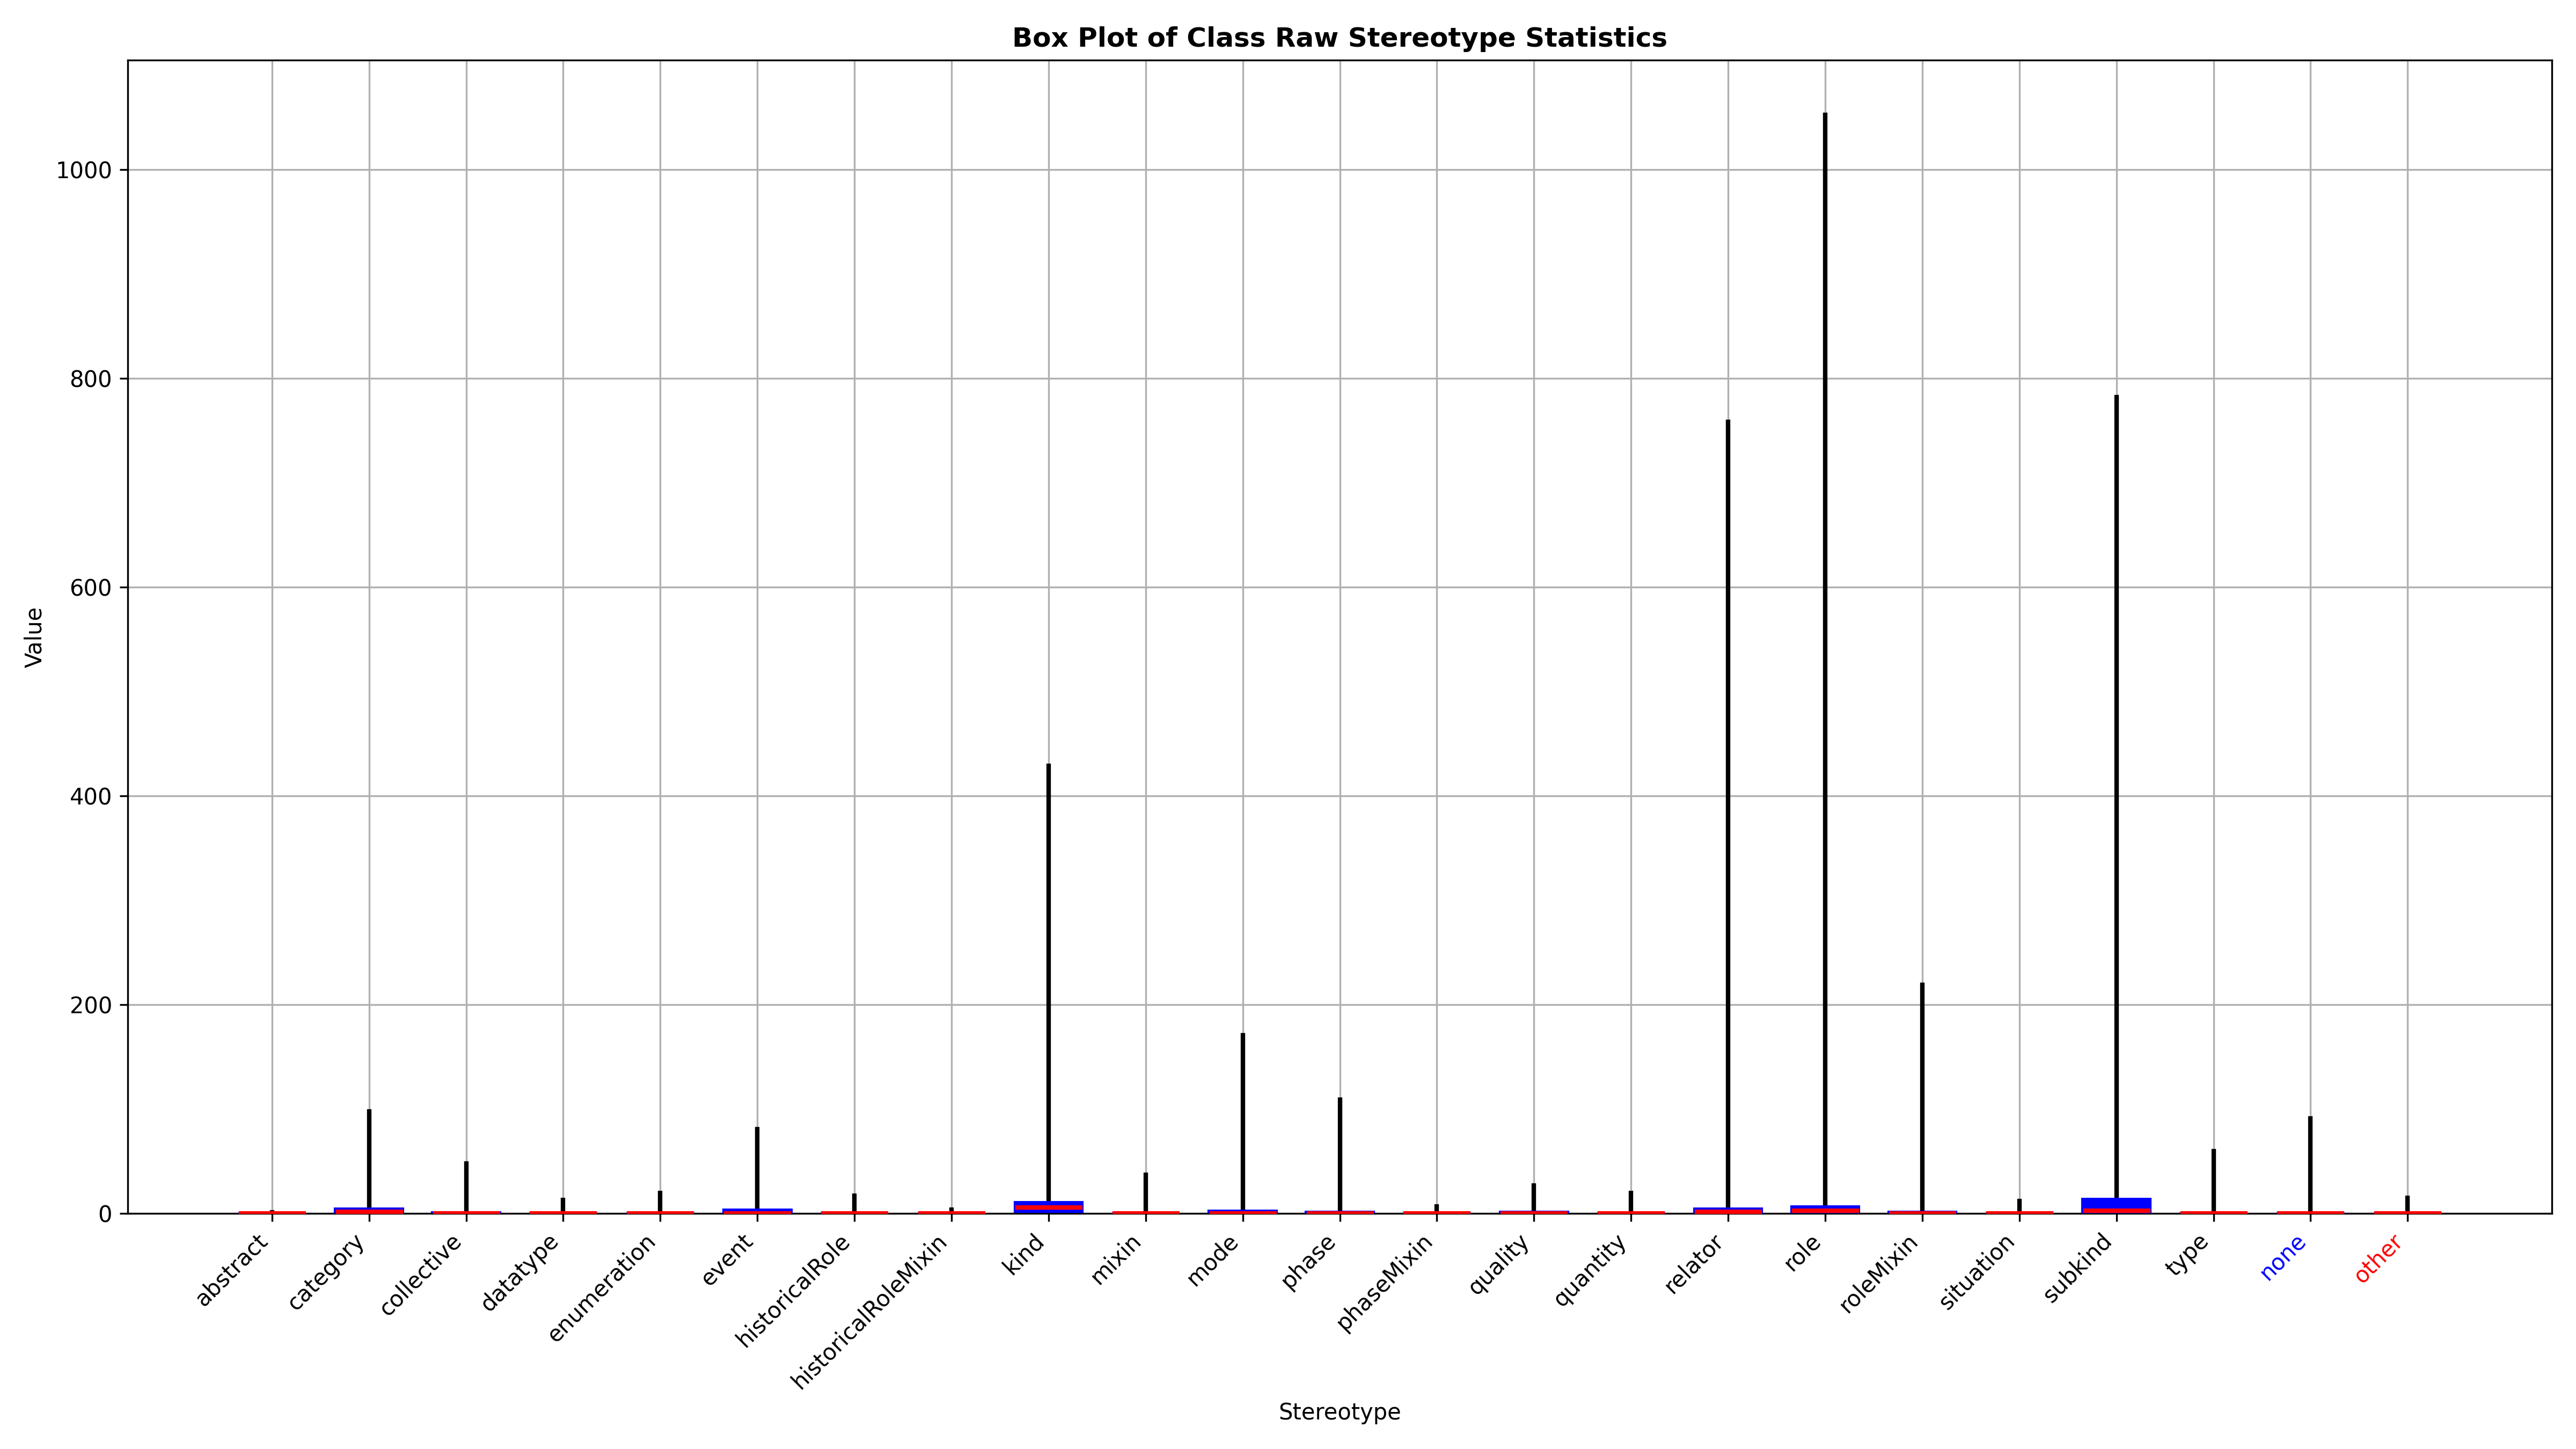 Box Plot of Class Raw Stereotype Statistics
1000
800
600
400
200
0
Value
abstract
category
collective
datatype
enumeration
event
historicalRole
historicalRoleMixin
kind
mixin
mode
phase
phaseMixin
quality
quantity
relator
role
roleMixin
situation
subkind
type
none
other
Stereotype